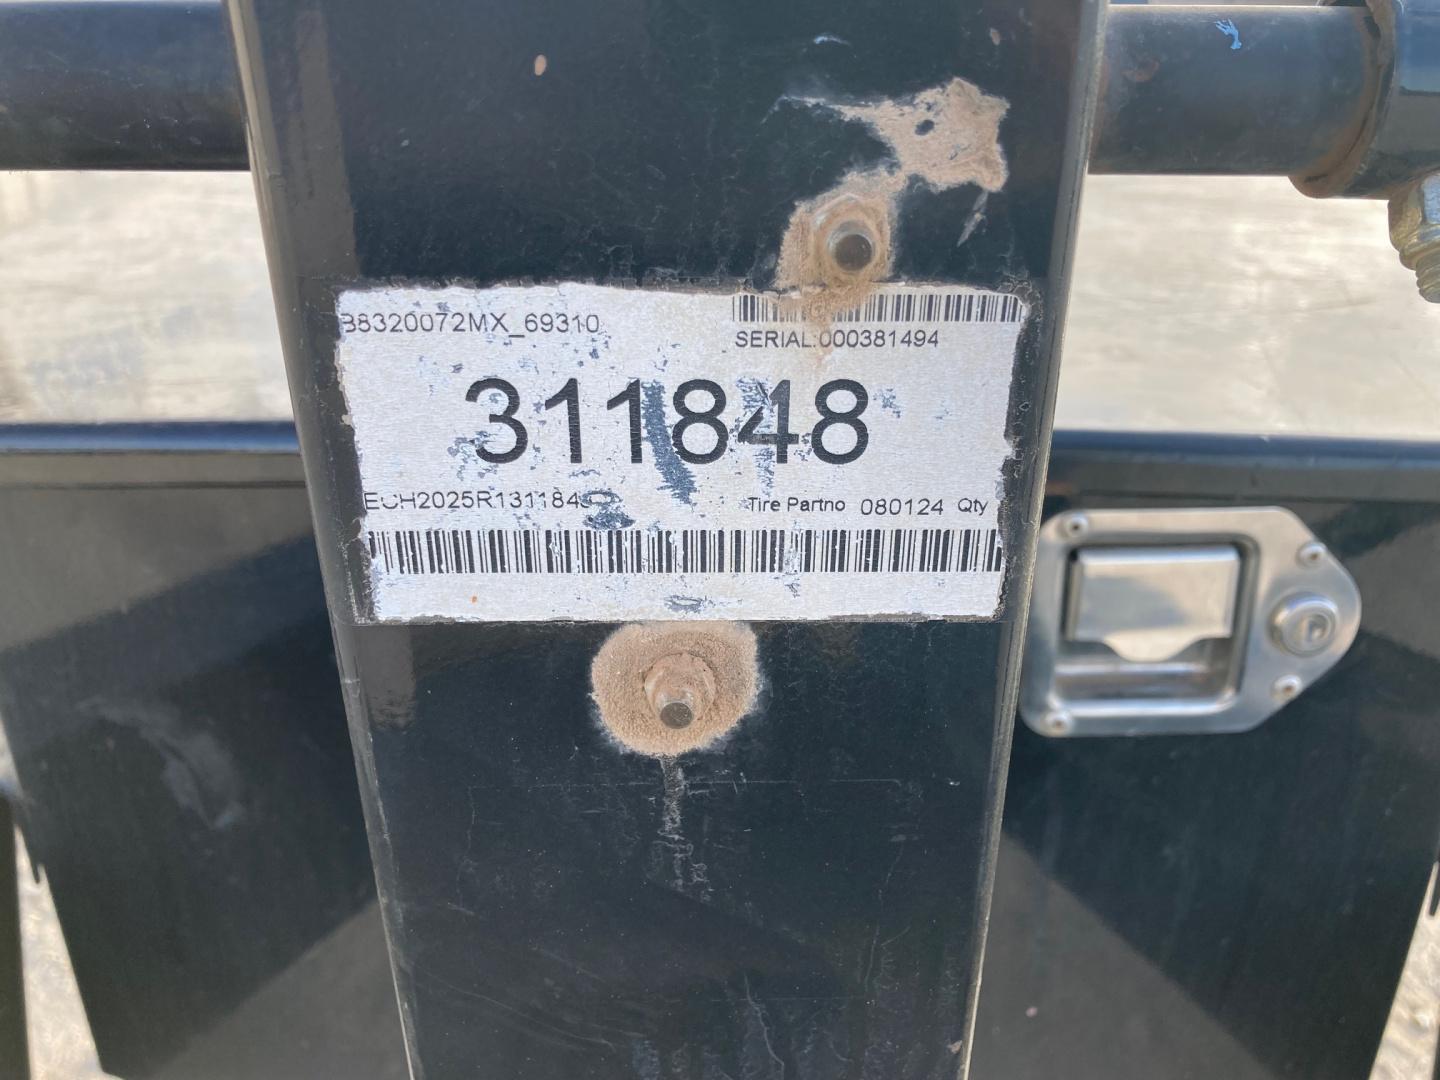 B8320072MX_69310
SERIAL:000381494
311848
Tire Partno 080124 Qty